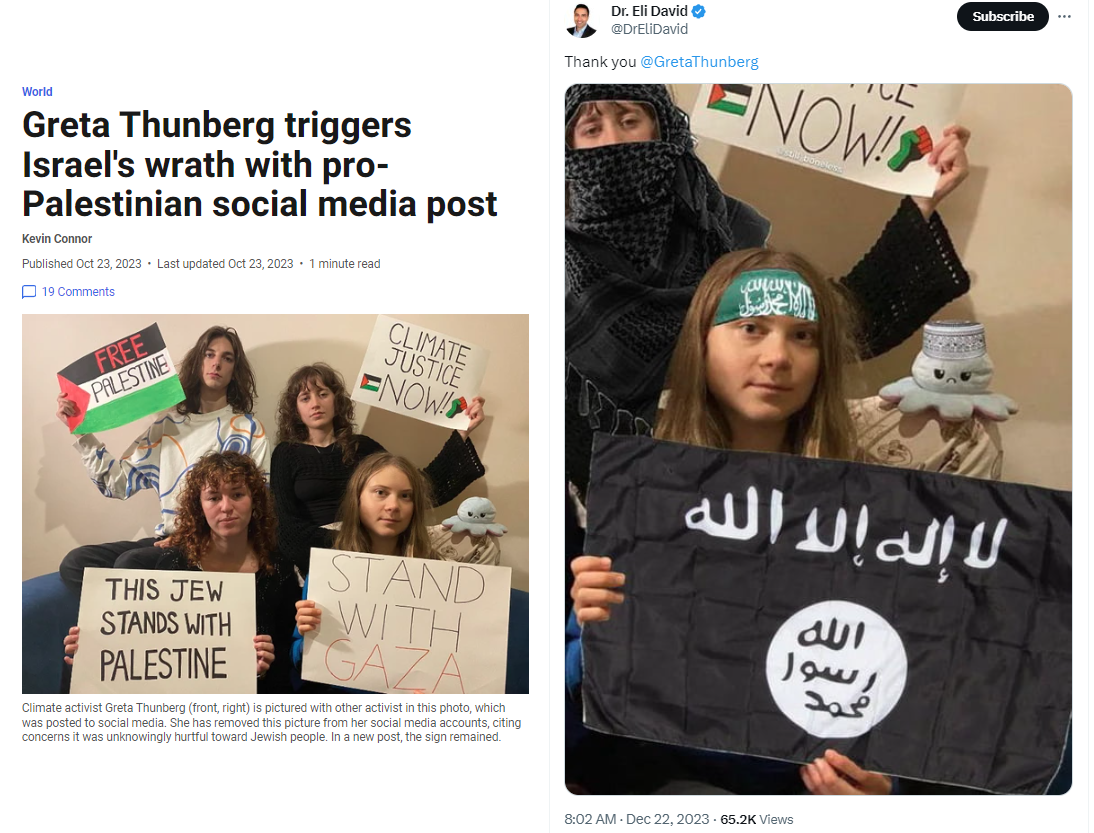 World
Greta Thunberg triggers
Israel's wrath with pro-
Palestinian social media post
Kevin Connor
Published Oct 23, 2023 • Last updated Oct 23, 2023 • 1 minute read
19 Comments
FREE
PALESTINE
CLIMATE
JUSTICE
NOW!
THIS JEW
STANDS WITH
PALESTINE
STAND
WITH
GAZA
Climate activist Greta Thunberg (front, right) is pictured with other activist in this photo, which
was posted to social media. She has removed this picture from her social media accounts, citing
concerns it was unknowingly hurtful toward Jewish people. In a new post, the sign remained.
Dr. Eli David
@DrEliDavid
Subscribe
Thank you @GretaThunberg
ICE
NOW!
@stillsboneless
لا إله إلا الله
الله
رسول
محمد
8:02 AM · Dec 22, 2023 · 65.2K Views